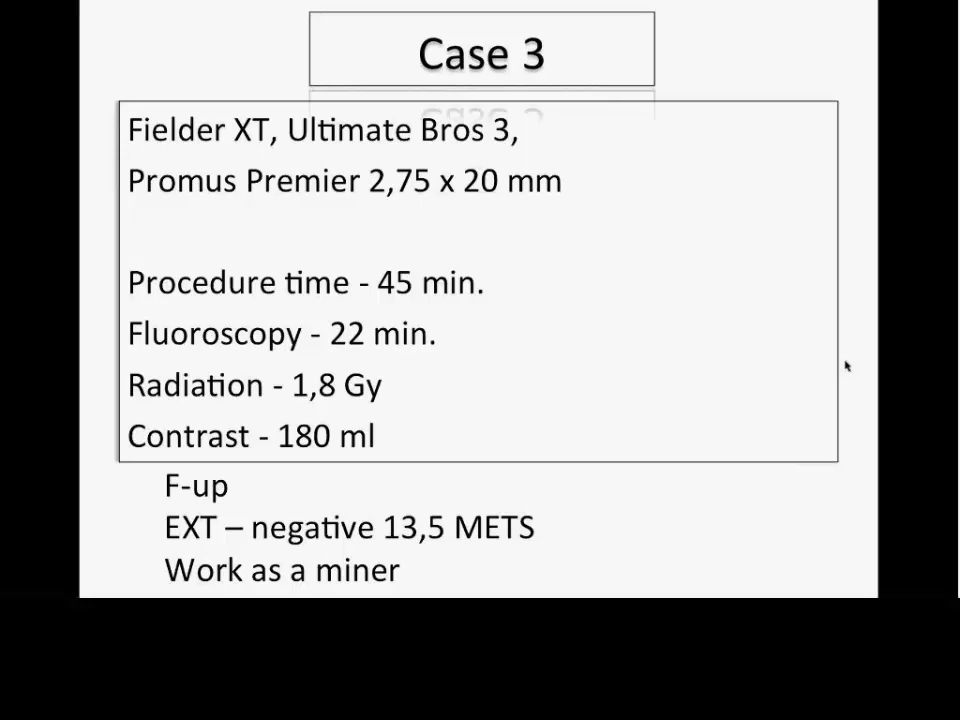 Case 3
Fielder XT, Ultimate Bros 3,
Promus Premier 2,75 x 20 mm
Procedure time - 45 min.
Fluoroscopy - 22 min.
Radiation - 1,8 Gy
Contrast - 180 ml
F-up
EXT – negative 13,5 METS
Work as a miner